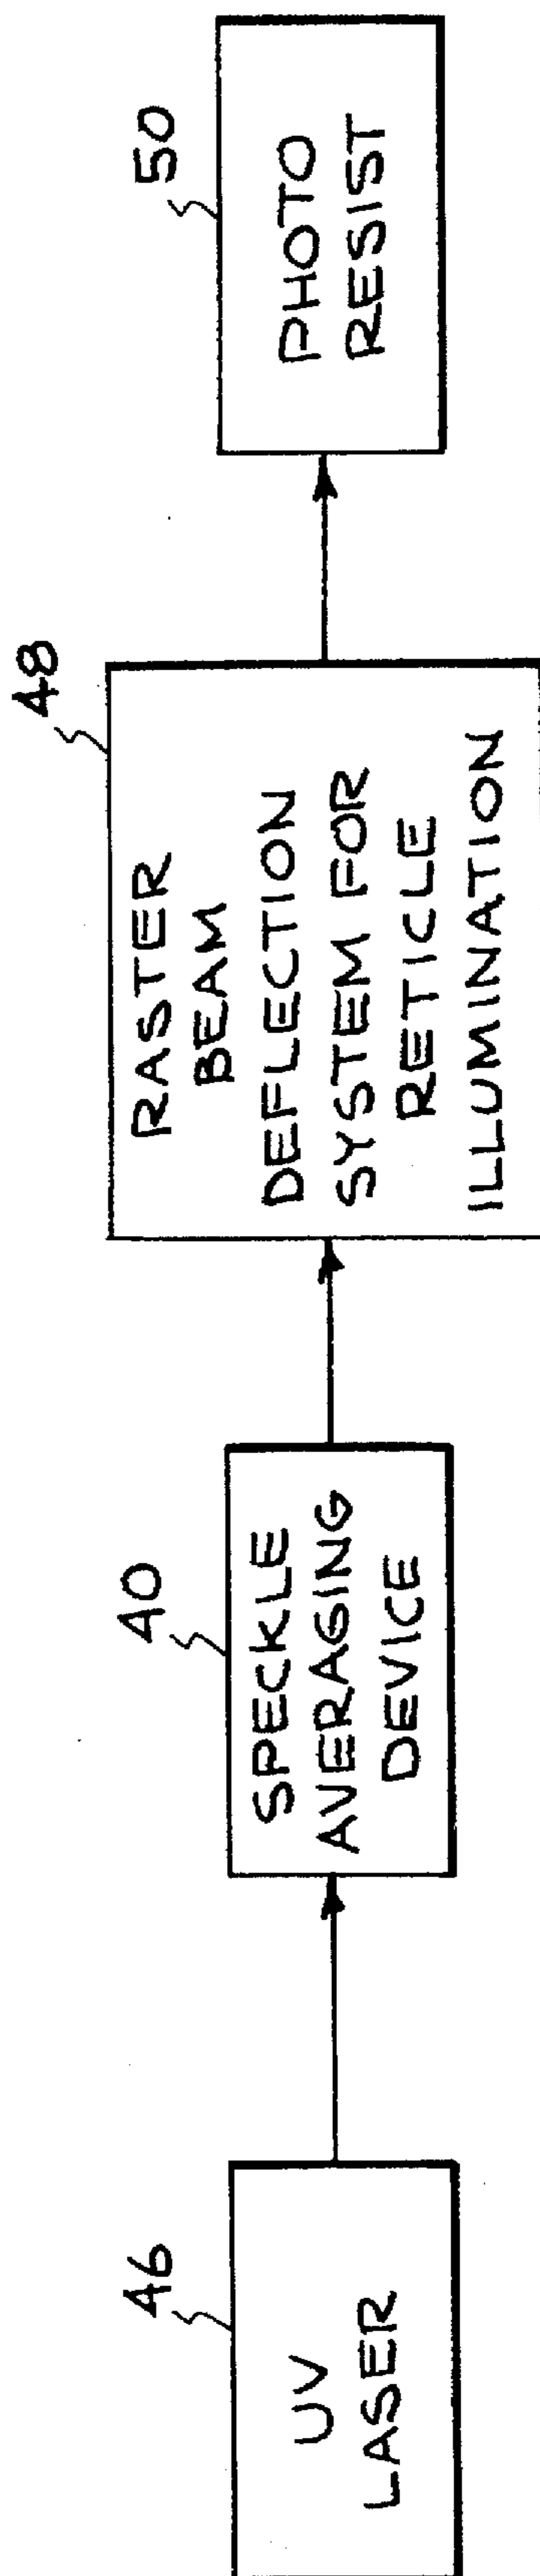 46
UV
LASER
40
SPECKLE
AVERAGING
DEVICE
48
RASTER
BEAM
DEFLECTION
SYSTEM FOR
RETICLE
ILLUMINATION
50
PHOTO
RESIST